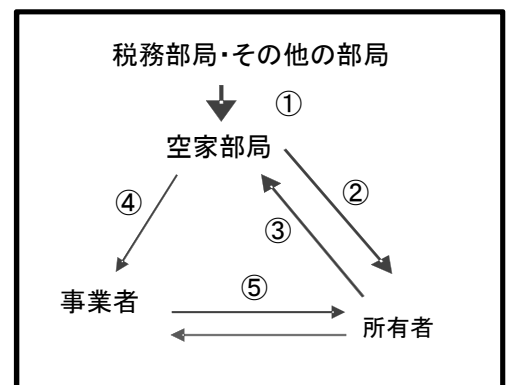 税務部局・その他の部局
①
空家部局
②
④
③
⑤
事業者
所有者